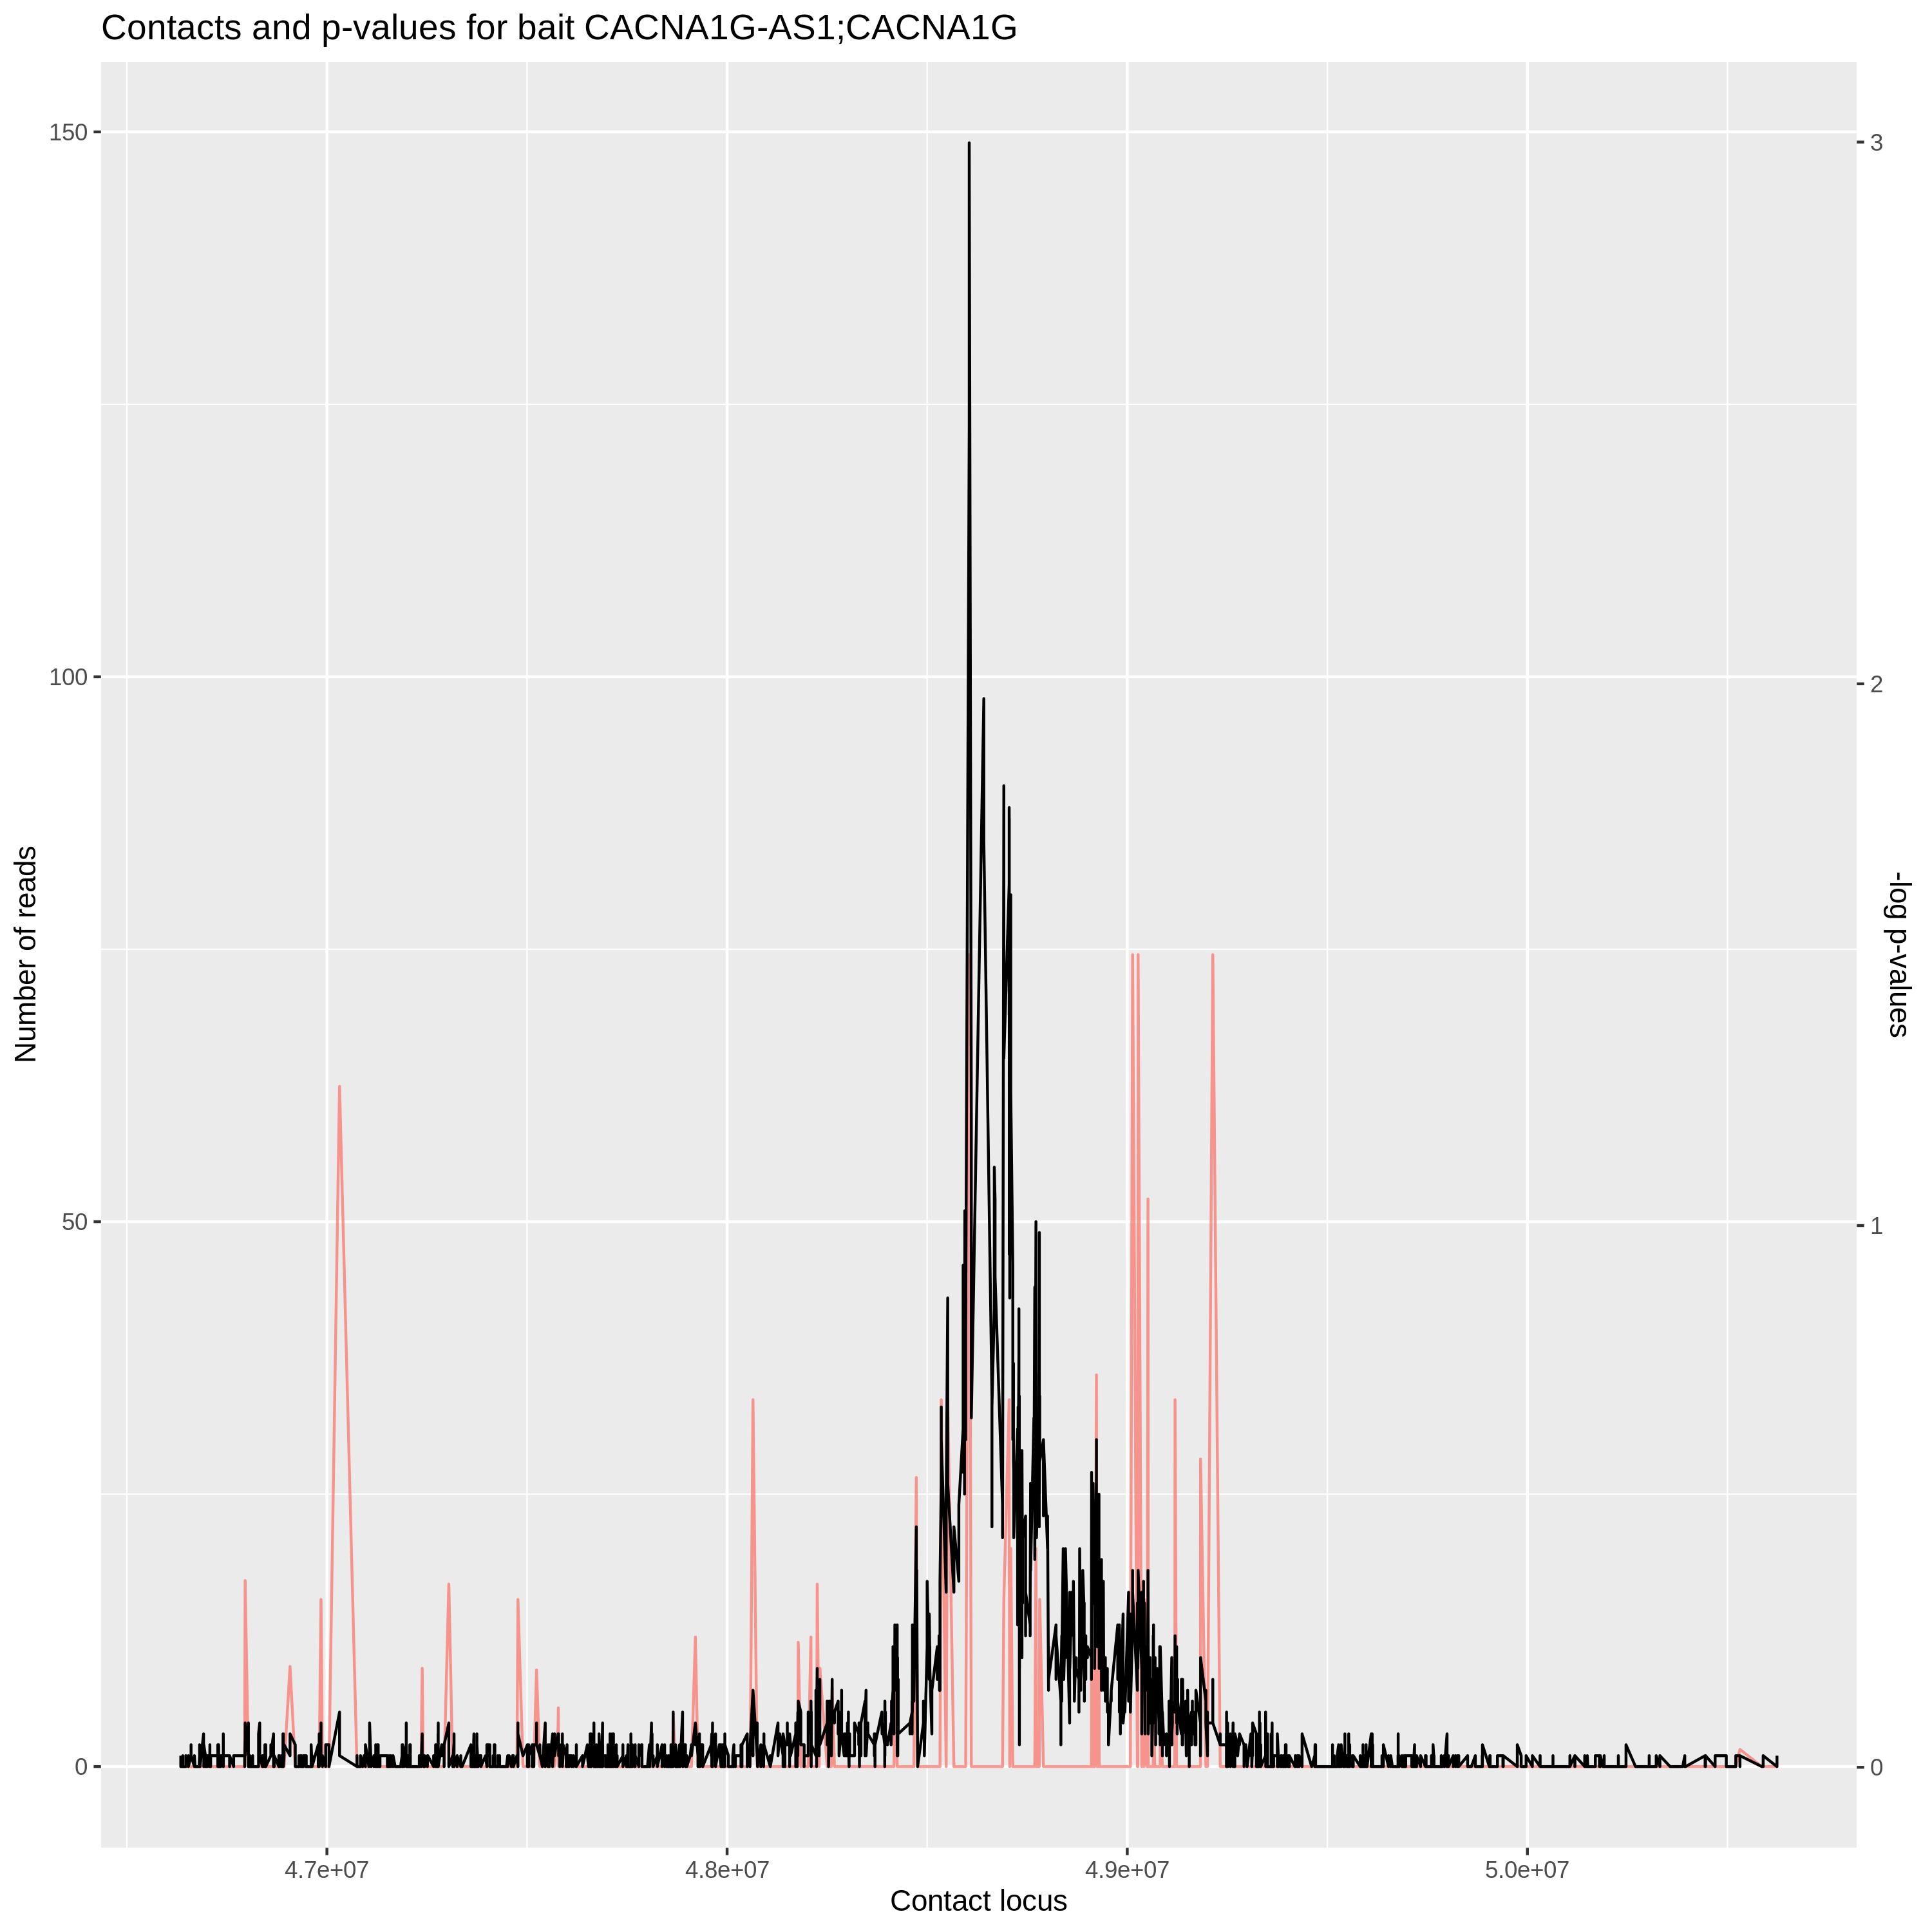 Contacts and p-values for bait CACNA1G-AS1;CACNA1G
150
100
50
0
Number of reads
3
2
1
0
-log p-values
4.7e+07
4.8e+07
4.9e+07
5.0e+07
Contact locus